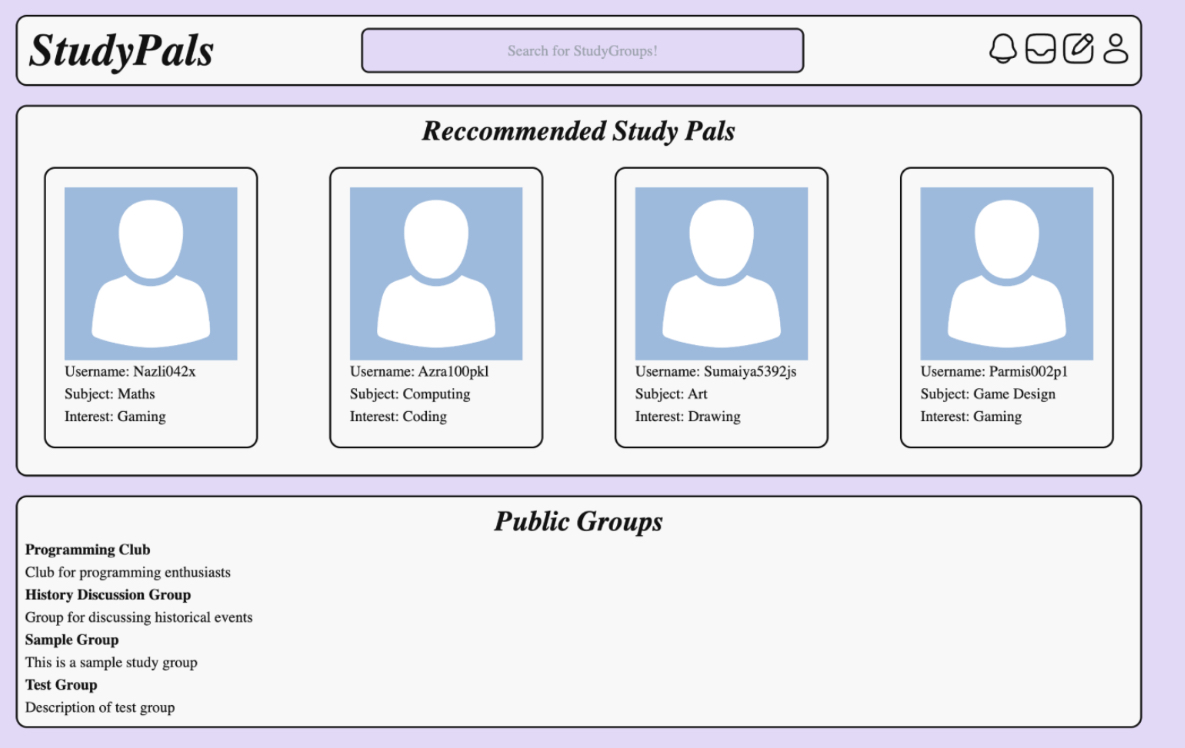 StudyPals
Search for StudyGroups!
Reccommended Study Pals
Username: Nazli042x
Subject: Maths
Interest: Gaming
Username: Azra100pkl
Subject: Computing
Interest: Coding
Username: Sumaiya5392js
Subject: Art
Interest: Drawing
Username: Parmis002p1
Subject: Game Design
Interest: Gaming
Public Groups
Programming Club
Club for programming enthusiasts
History Discussion Group
Group for discussing historical events
Sample Group
This is a sample study group
Test Group
Description of test group